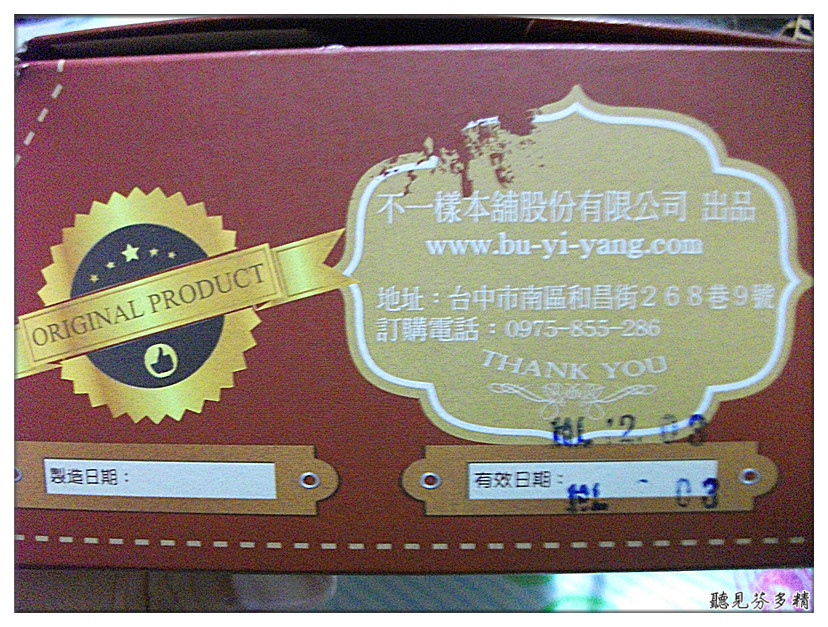 不一樣本舖股份有限公司 出品
www.bu-yi-yang.com
地址：台中市南區和昌街268巷9號
訂購電話：0975-855-286
THANK YOU
ORIGINAL PRODUCT
製造日期：
有效日期：
03
03
聽見芬多精